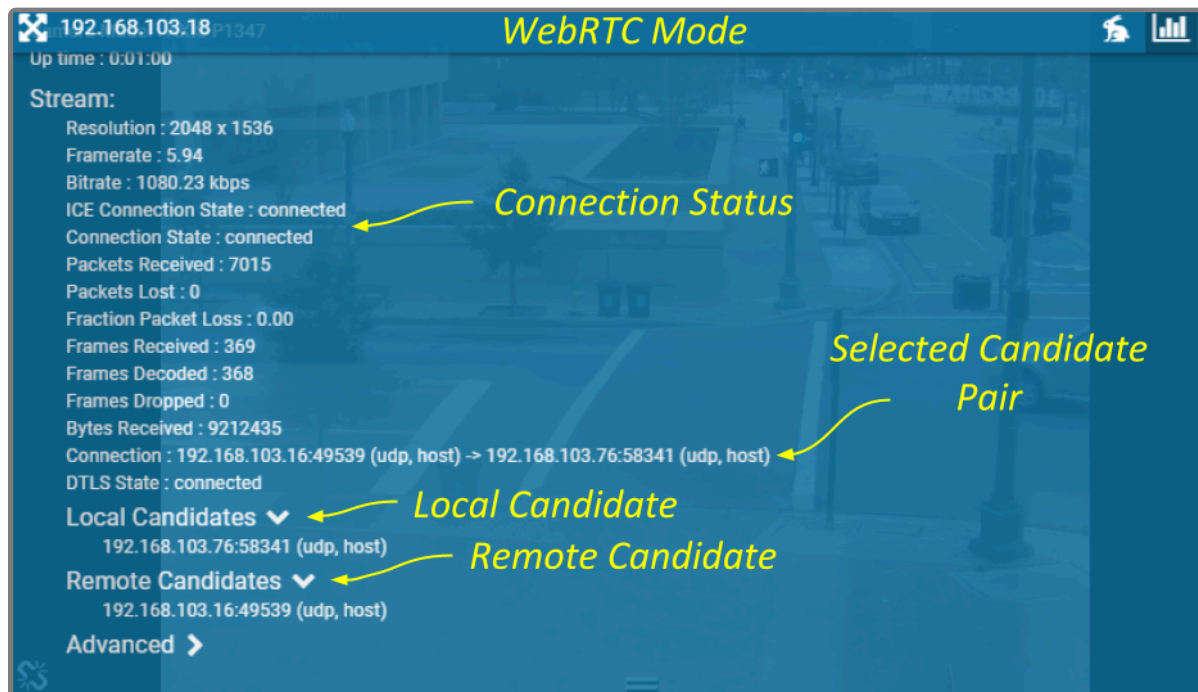 192.168.103.18
WebRTC Mode
P1347
Up time : 0:01:00
Stream:
Resolution : 2048 x 1536
Framerate : 5.94
Bitrate : 1080.23 kbps
ICE Connection State : connected
Connection Status
Connection State : connected
Packets Received : 7015
Packets Lost : 0
Fraction Packet Loss : 0.00
Frames Received : 369
Selected Candidate
Pair
Frames Decoded : 368
Frames Dropped : 0
Bytes Received : 9212435
Connection : 192.168.103.16:49539 (udp, host) -> 192.168.103.76:58341 (udp, host)
DTLS State : connected
Local Candidates
Local Candidate
192.168.103.76:58341 (udp, host)
Remote Candidates
Remote Candidate
192.168.103.16:49539 (udp, host)
Advanced